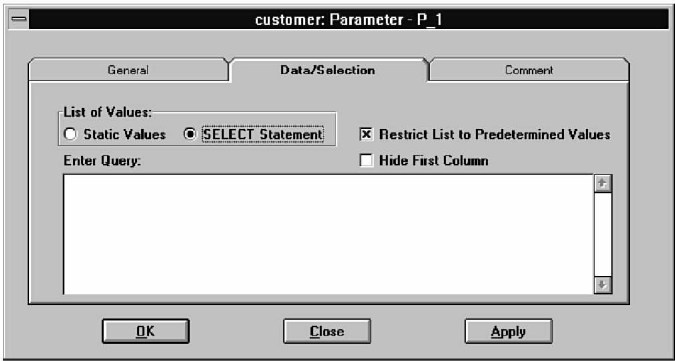 customer: Parameter - P_1
General Data/Selection Comment
List of Values:
Static Values SELECT Statement Restrict List to Predetermined Values
Enter Query: Hide First Column
OK Close Apply